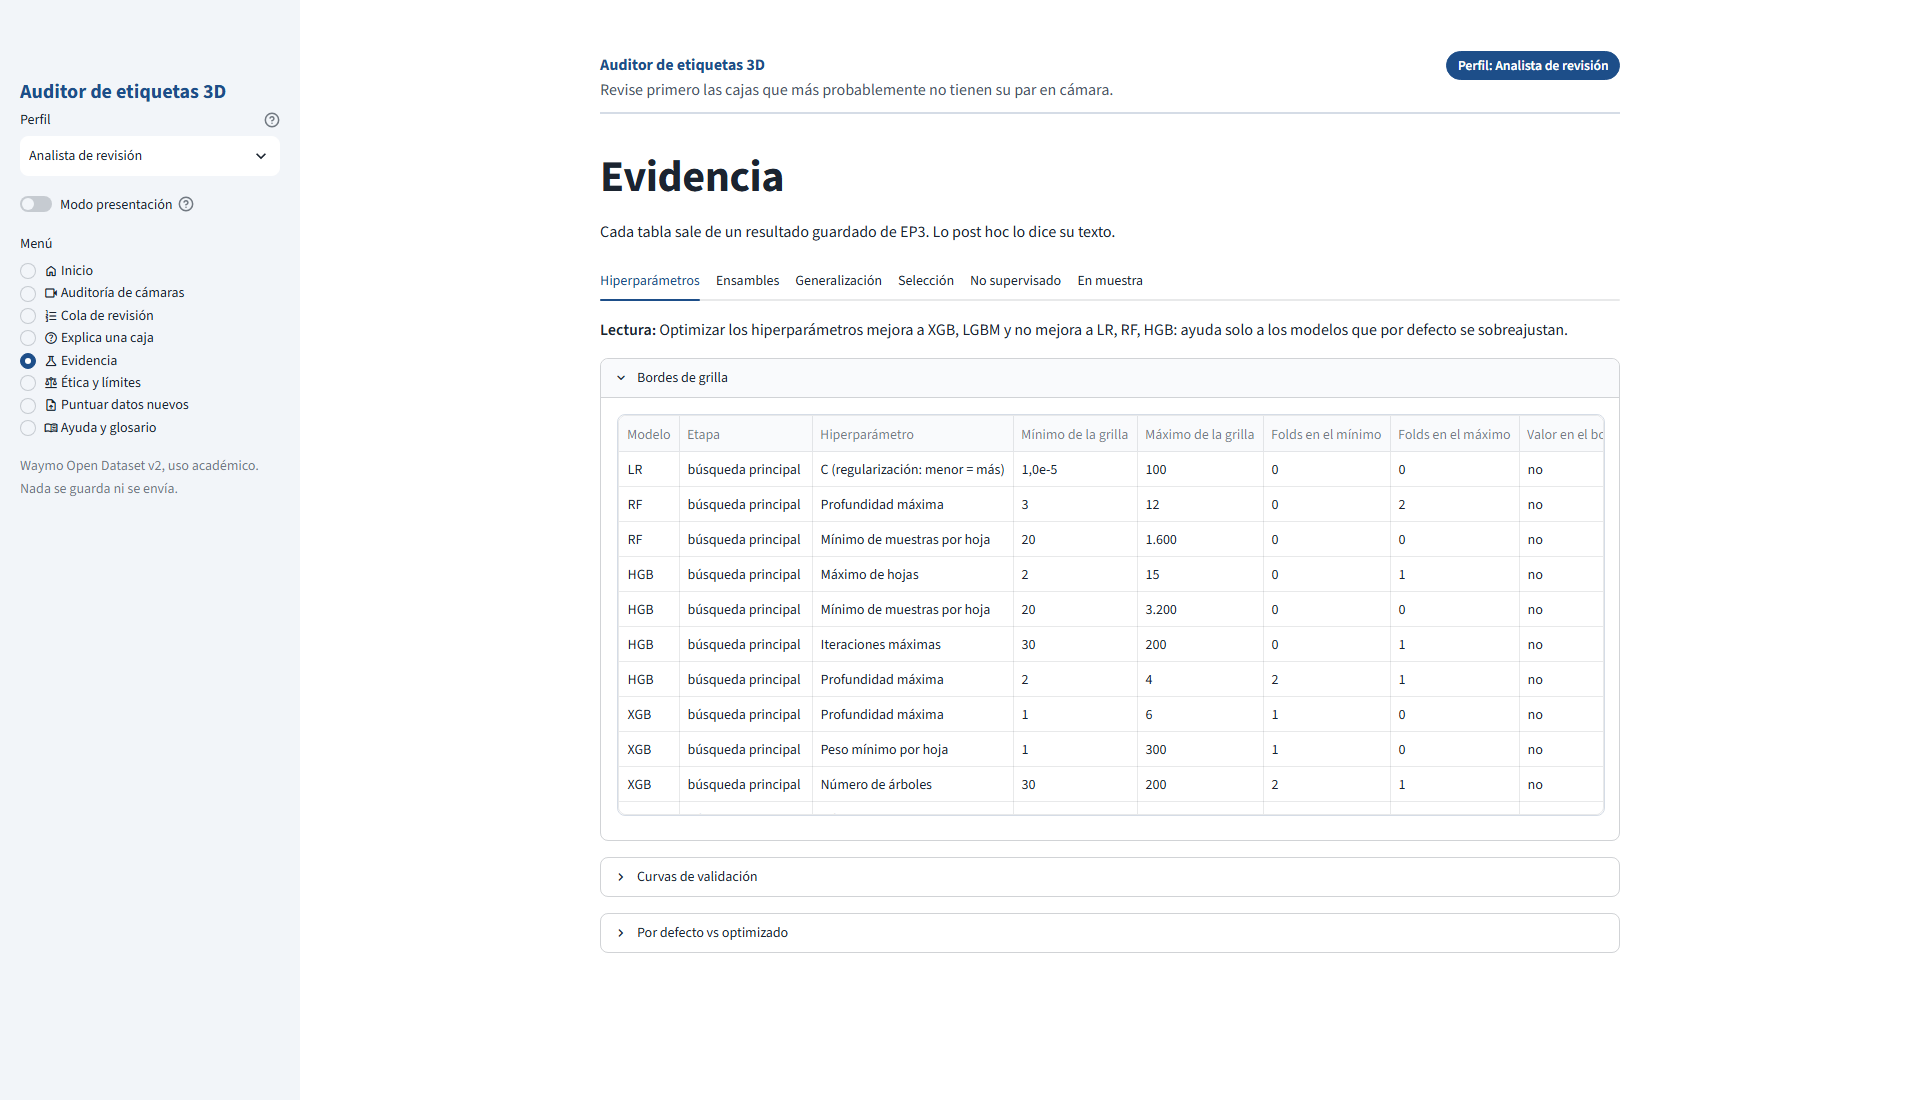 Auditor de etiquetas 3D
Perfil
Analista de revisión
Modo presentación
Menú
Inicio
Auditoría de cámaras
Cola de revisión
Explica una caja
Evidencia
Ética y límites
Puntuar datos nuevos
Ayuda y glosario
Waymo Open Dataset v2, uso académico.
Nada se guarda ni se envía.
Auditor de etiquetas 3D
Perfil: Analista de revisión
Revise primero las cajas que más probablemente no tienen su par en cámara.
Evidencia
Cada tabla sale de un resultado guardado de EP3. Lo post hoc lo dice su texto.
Hiperparámetros Ensambles Generalización Selección No supervisado En muestra
Lectura: Optimizar los hiperparámetros mejora a XGB, LGBM y no mejora a LR, RF, HGB: ayuda solo a los modelos que por defecto se sobreajustan.
Bordes de grilla
Modelo Etapa Hiperparámetro Mínimo de la grilla Máximo de la grilla Folds en el mínimo Folds en el máximo Valor en el bo
LR búsqueda principal C (regularización: menor = más) 1,0e-5 100 0 0 no
RF búsqueda principal Profundidad máxima 3 12 0 2 no
RF búsqueda principal Mínimo de muestras por hoja 20 1.600 0 0 no
HGB búsqueda principal Máximo de hojas 2 15 0 1 no
HGB búsqueda principal Mínimo de muestras por hoja 20 3.200 0 0 no
HGB búsqueda principal Iteraciones máximas 30 200 0 1 no
HGB búsqueda principal Profundidad máxima 2 4 2 1 no
XGB búsqueda principal Profundidad máxima 1 6 1 0 no
XGB búsqueda principal Peso mínimo por hoja 1 300 1 0 no
XGB búsqueda principal Número de árboles 30 200 2 1 no
Curvas de validación
Por defecto vs optimizado